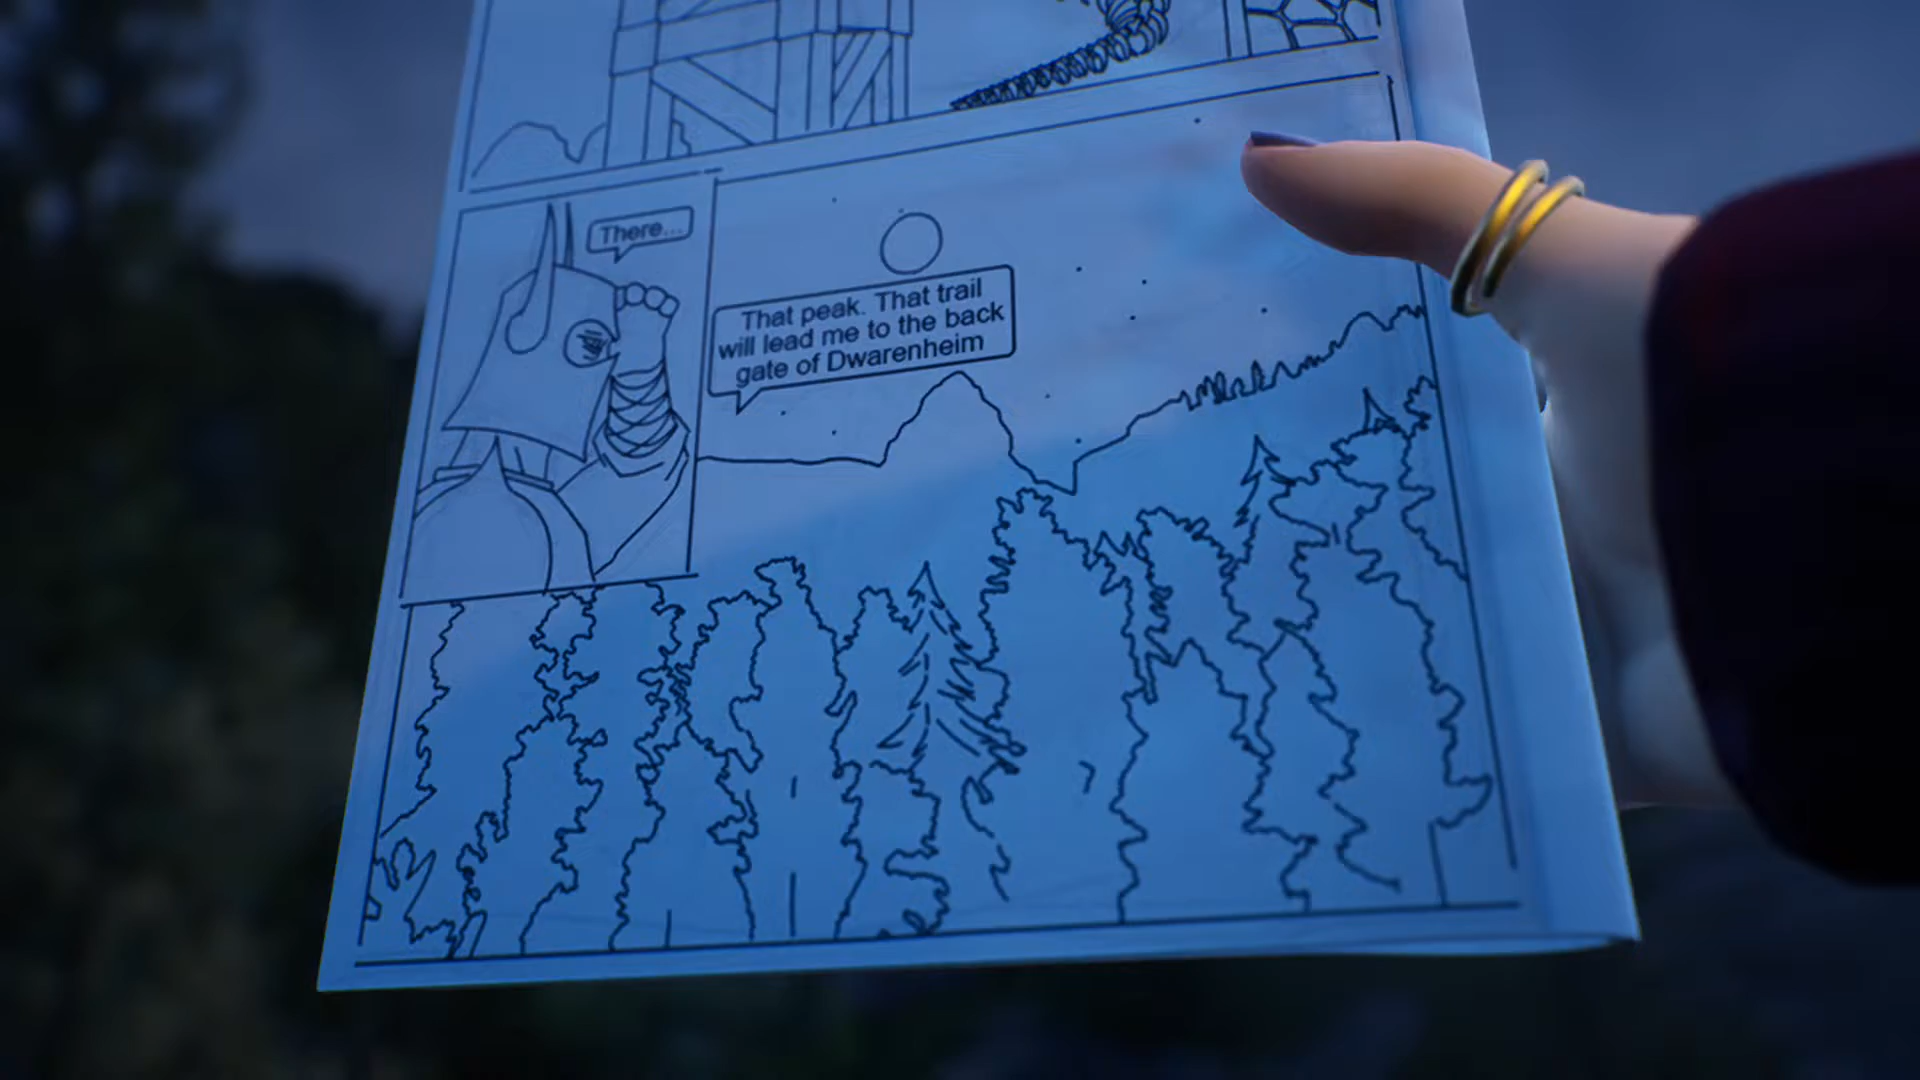 There...
That peak. That trail
will lead me to the back
gate of Dwarenheim